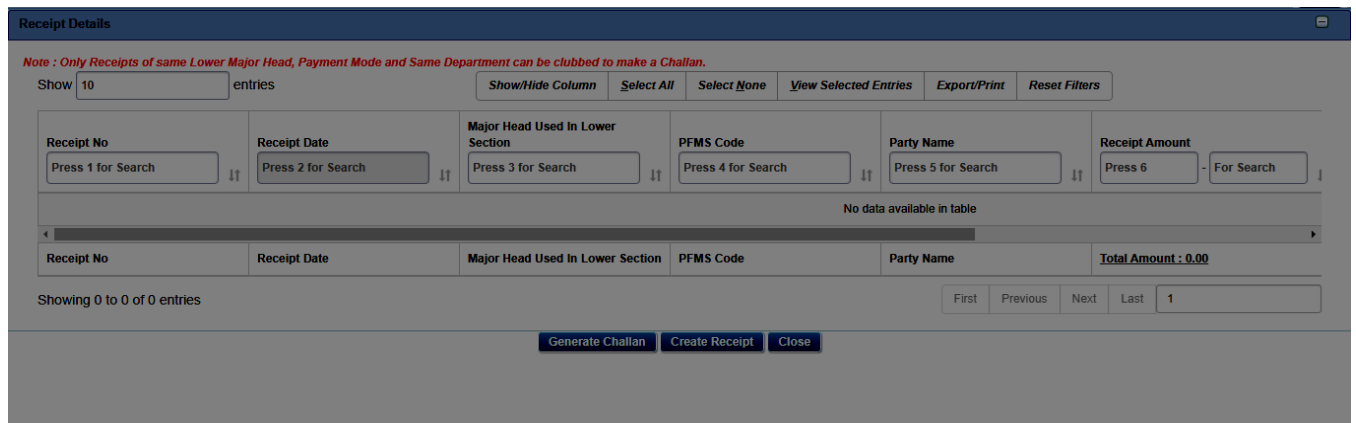 Receipt Details
Note : Only Receipts of same Lower Major Head, Payment Mode and Same Department can be clubbed to make a Challan.
Show 10 entries
Show/Hide Column Select All Select None View Selected Entries Export/Print Reset Filters
Receipt No Receipt Date Major Head Used In Lower Section PFMS Code Party Name Receipt Amount
Press 1 for Search Press 2 for Search Press 3 for Search Press 4 for Search Press 5 for Search Press 6 - For Search
No data available in table
Receipt No Receipt Date Major Head Used In Lower Section PFMS Code Party Name Total Amount : 0.00
Showing 0 to 0 of 0 entries
First Previous Next Last 1
Generate Challan Create Receipt Close